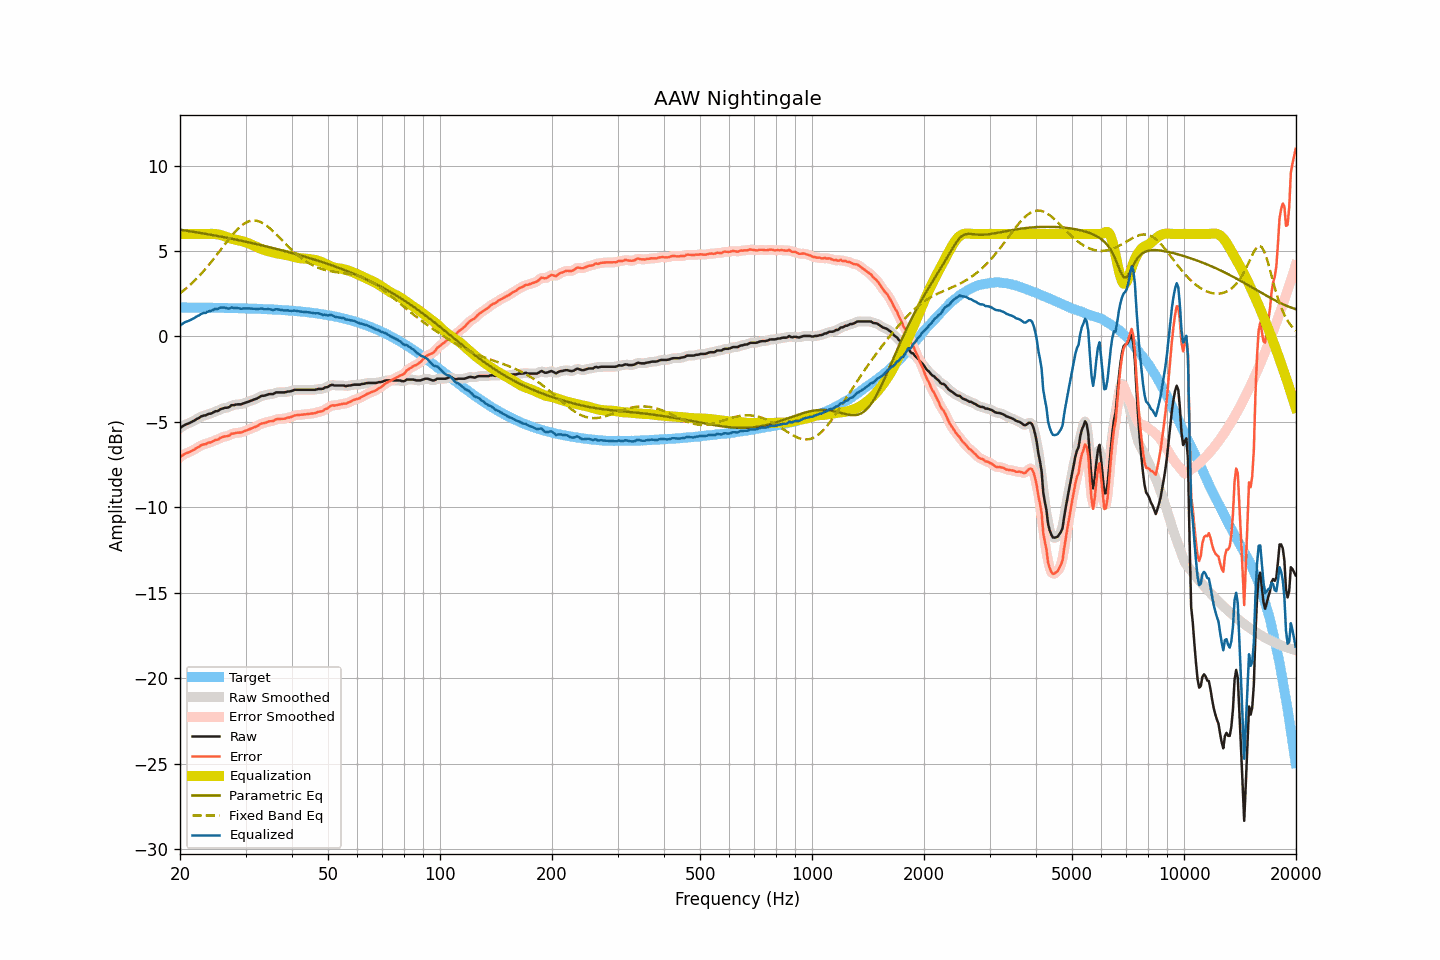 AAW Nightingale
10
5
0
−5
−10
−15
−20
−25
−30
Amplitude (dBr)
Target
Raw Smoothed
Error Smoothed
Raw
Error
Equalization
Parametric Eq
Fixed Band Eq
Equalized
20 50 100 200 500 1000 2000 5000 10000 20000
Frequency (Hz)